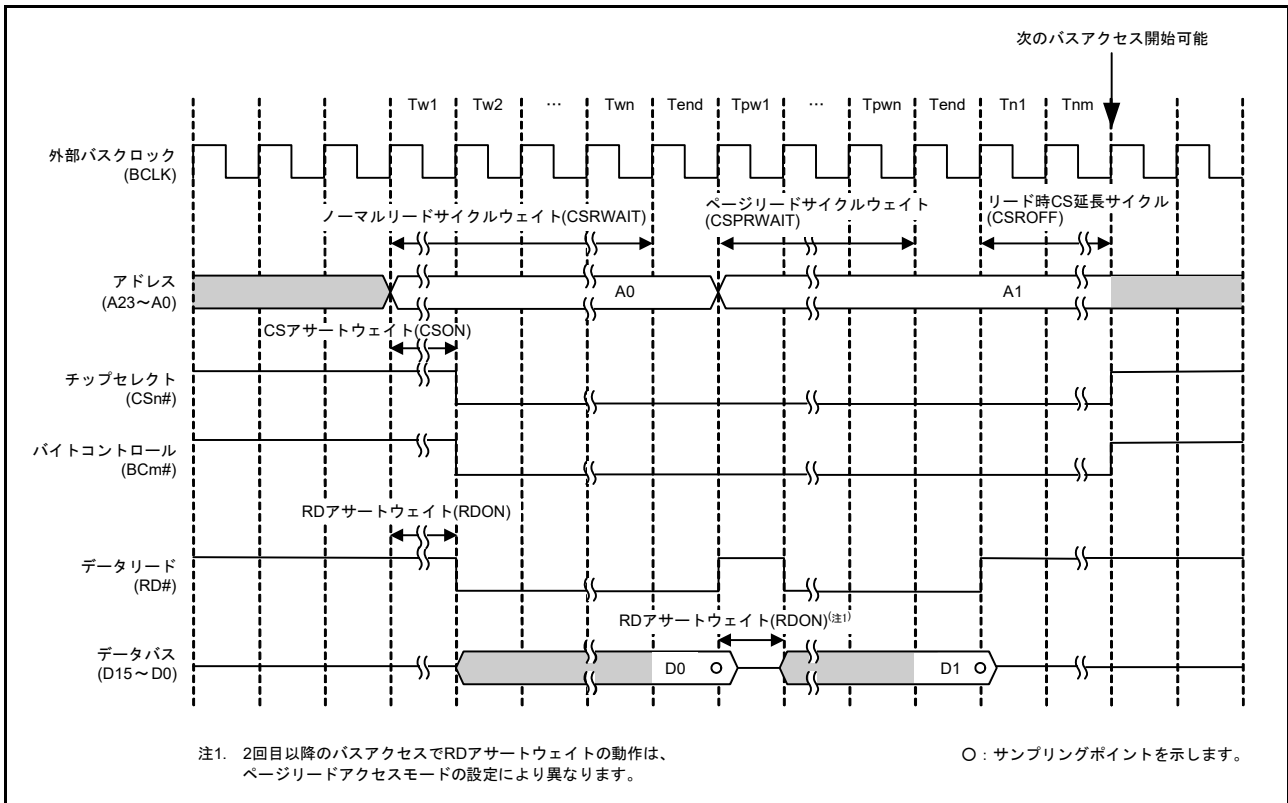 次のバスアクセス開始可能
Tw1 Tw2 … Twn Tend Tpw1 … Tpwn Tend Tn1 Tnm
外部バスクロック
(BCLK)
ノーマルリードサイクルウェイト(CSRWAIT)
ページリードサイクルウェイト
(CSPRWAIT)
リード時CS延長サイクル
(CSROFF)
アドレス
(A23～A0)
A0
A1
CSアサートウェイト(CSON)
チップセレクト
(CSn#)
バイトコントロール
(BCm#)
RDアサートウェイト(RDON)
データリード
(RD#)
RDアサートウェイト(RDON)(注1)
データバス
(D15～D0)
D0
D1
注1. 2回目以降のバスアクセスでRDアサートウェイトの動作は、
ページリードアクセスモードの設定により異なります。
○：サンプリングポイントを示します。